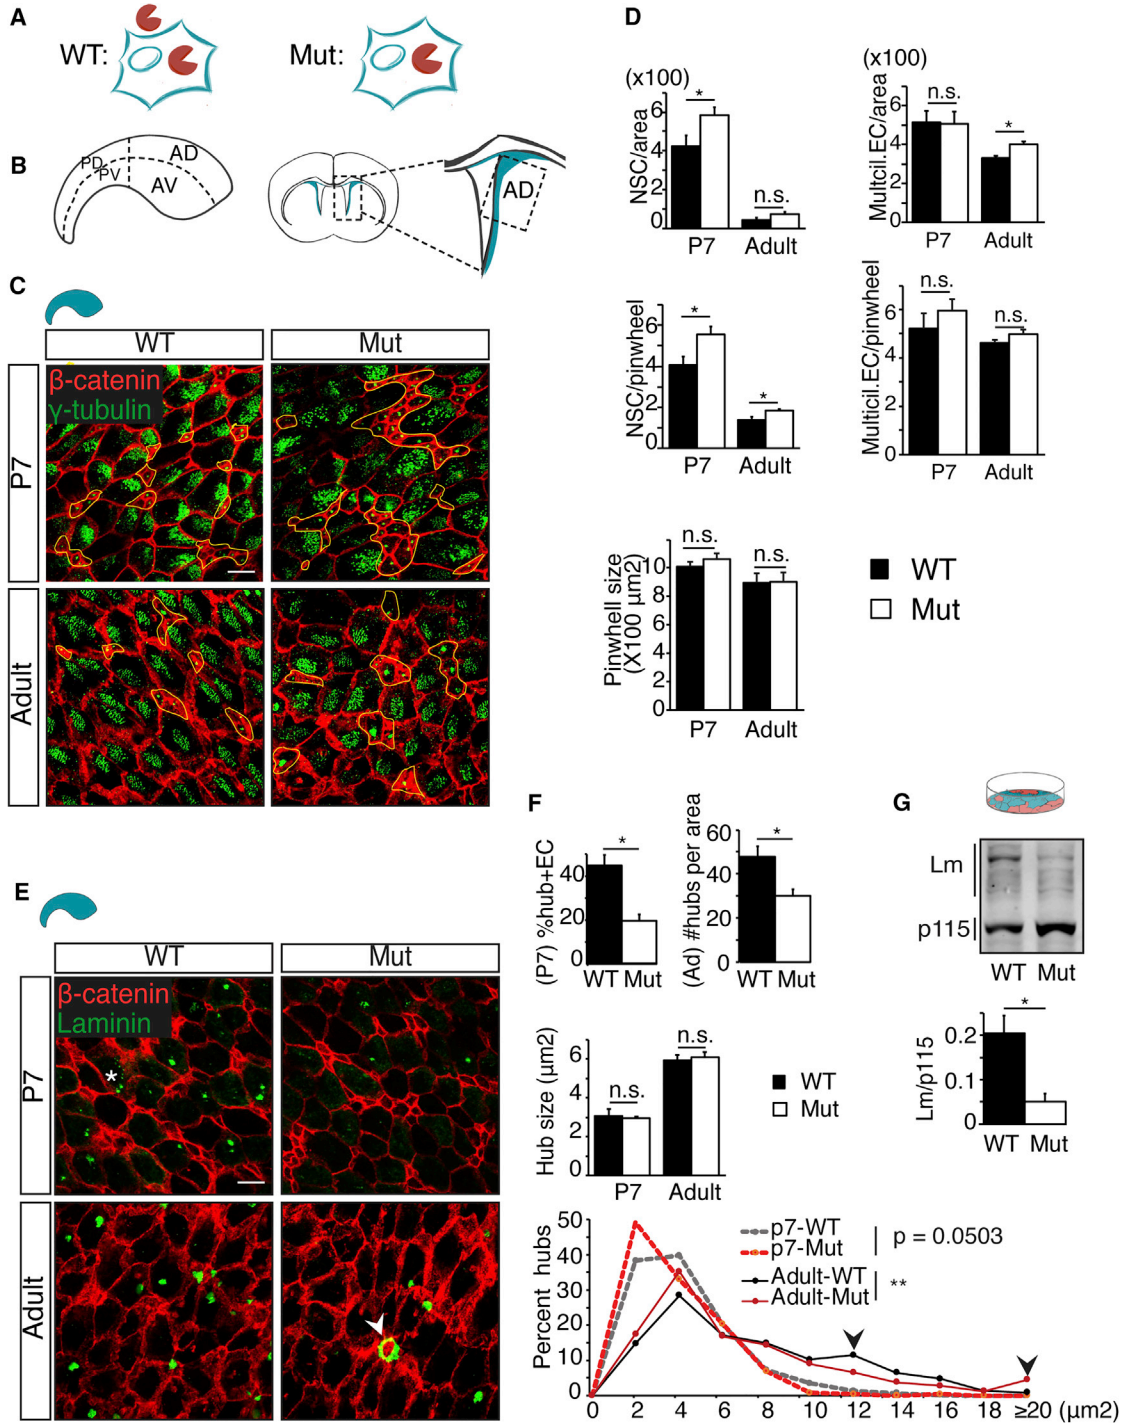 A
WT:
Mut:
B
PD
PV
AD
AV
AD
C
WT
Mut
P7
β-catenin
γ-tubulin
Adult
D
(x100)
NSC/area
6
4
2
0
*
n.s.
P7
Adult
(x100)
Multcil.EC/area
6
4
2
0
n.s.
*
P7
Adult
NSC/pinwheel
6
4
2
0
*
*
P7
Adult
Multicil.EC/pinwheel
6
4
2
0
n.s.
n.s.
P7
Adult
Pinwhell size
(X100 µm2)
10
8
6
4
2
0
n.s.
n.s.
P7
Adult
WT
Mut
E
WT
Mut
P7
β-catenin
Laminin
*
Adult
F
(P7) %hub+EC
40
20
0
*
WT Mut
(Ad) #hubs per area
60
40
20
0
*
WT Mut
Hub size (µm2)
8
6
4
2
0
n.s.
n.s.
P7
Adult
WT
Mut
Percent hubs
50
40
30
20
10
0
p7-WT
p7-Mut
p = 0.0503
Adult-WT
Adult-Mut
**
0 2 4 6 8 10 12 14 16 18 ≥20 (µm2)
G
Lm
p115
WT Mut
Lm/p115
0.2
0.1
0
*
WT Mut